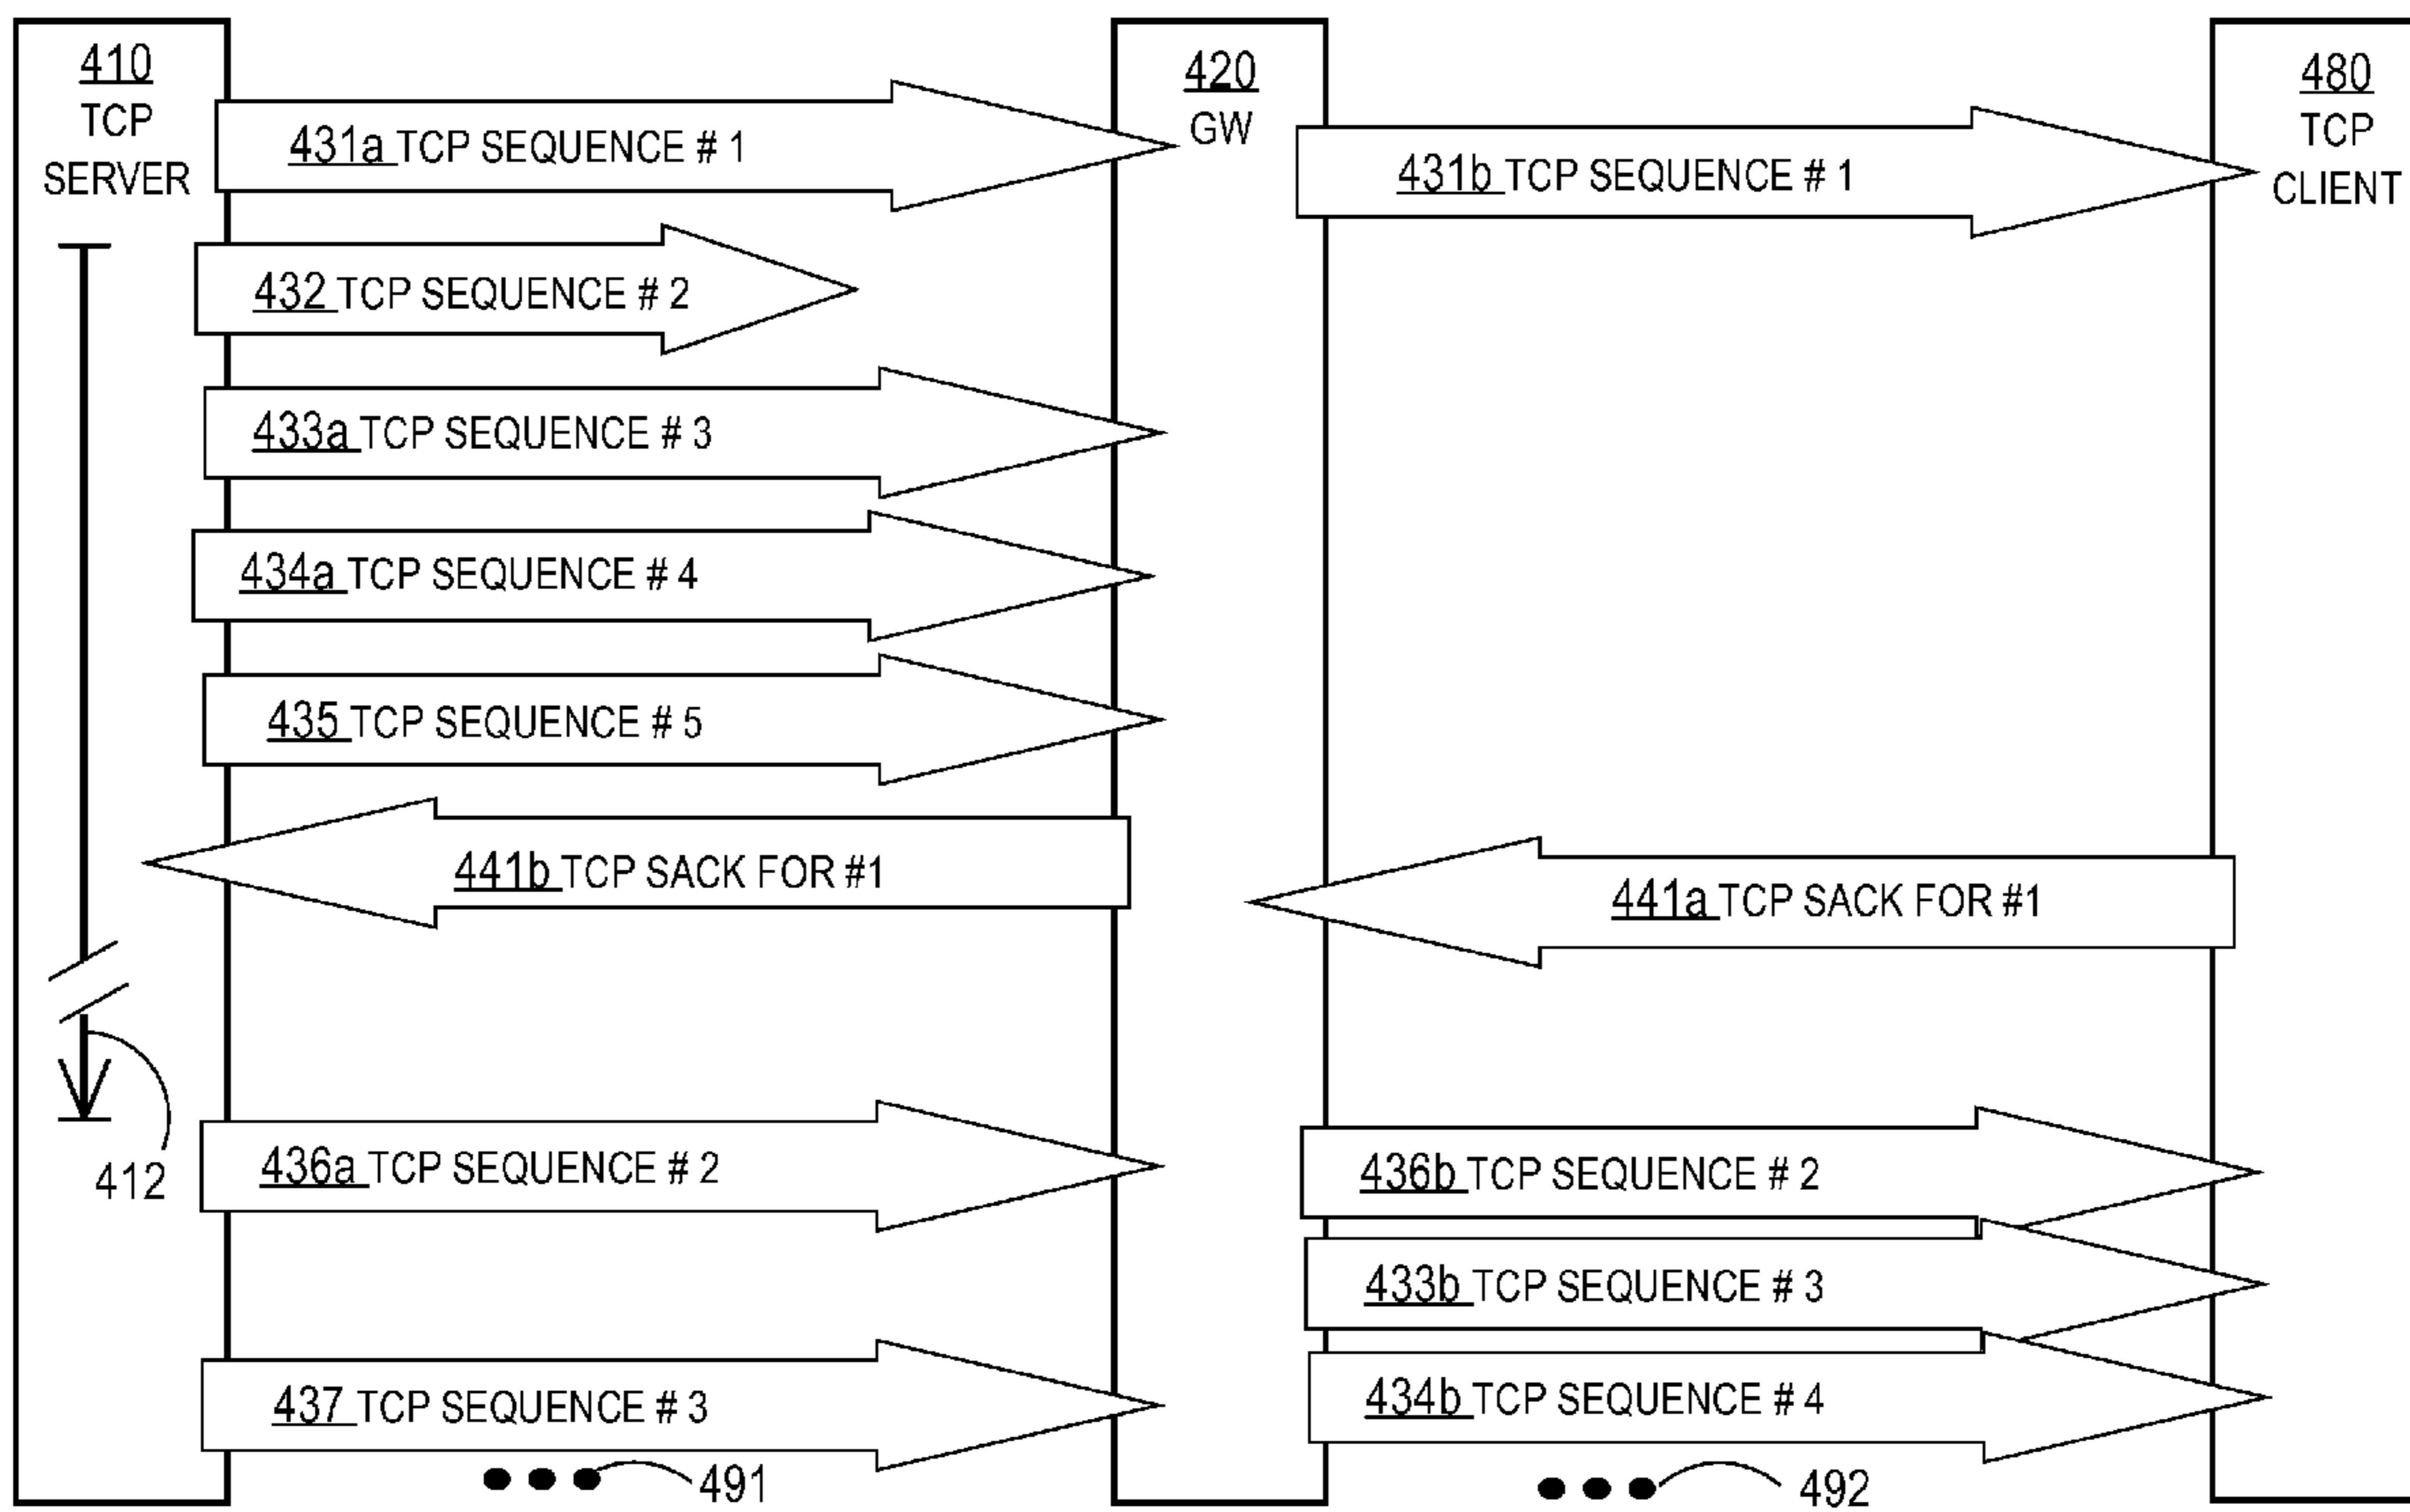 410
TCP
SERVER
420
GW
480
TCP
CLIENT
431a TCP SEQUENCE # 1
431b TCP SEQUENCE # 1
432 TCP SEQUENCE # 2
433a TCP SEQUENCE # 3
434a TCP SEQUENCE # 4
435 TCP SEQUENCE # 5
441b TCP SACK FOR #1
441a TCP SACK FOR #1
412
436a TCP SEQUENCE # 2
436b TCP SEQUENCE # 2
433b TCP SEQUENCE # 3
437 TCP SEQUENCE # 3
434b TCP SEQUENCE # 4
491
492